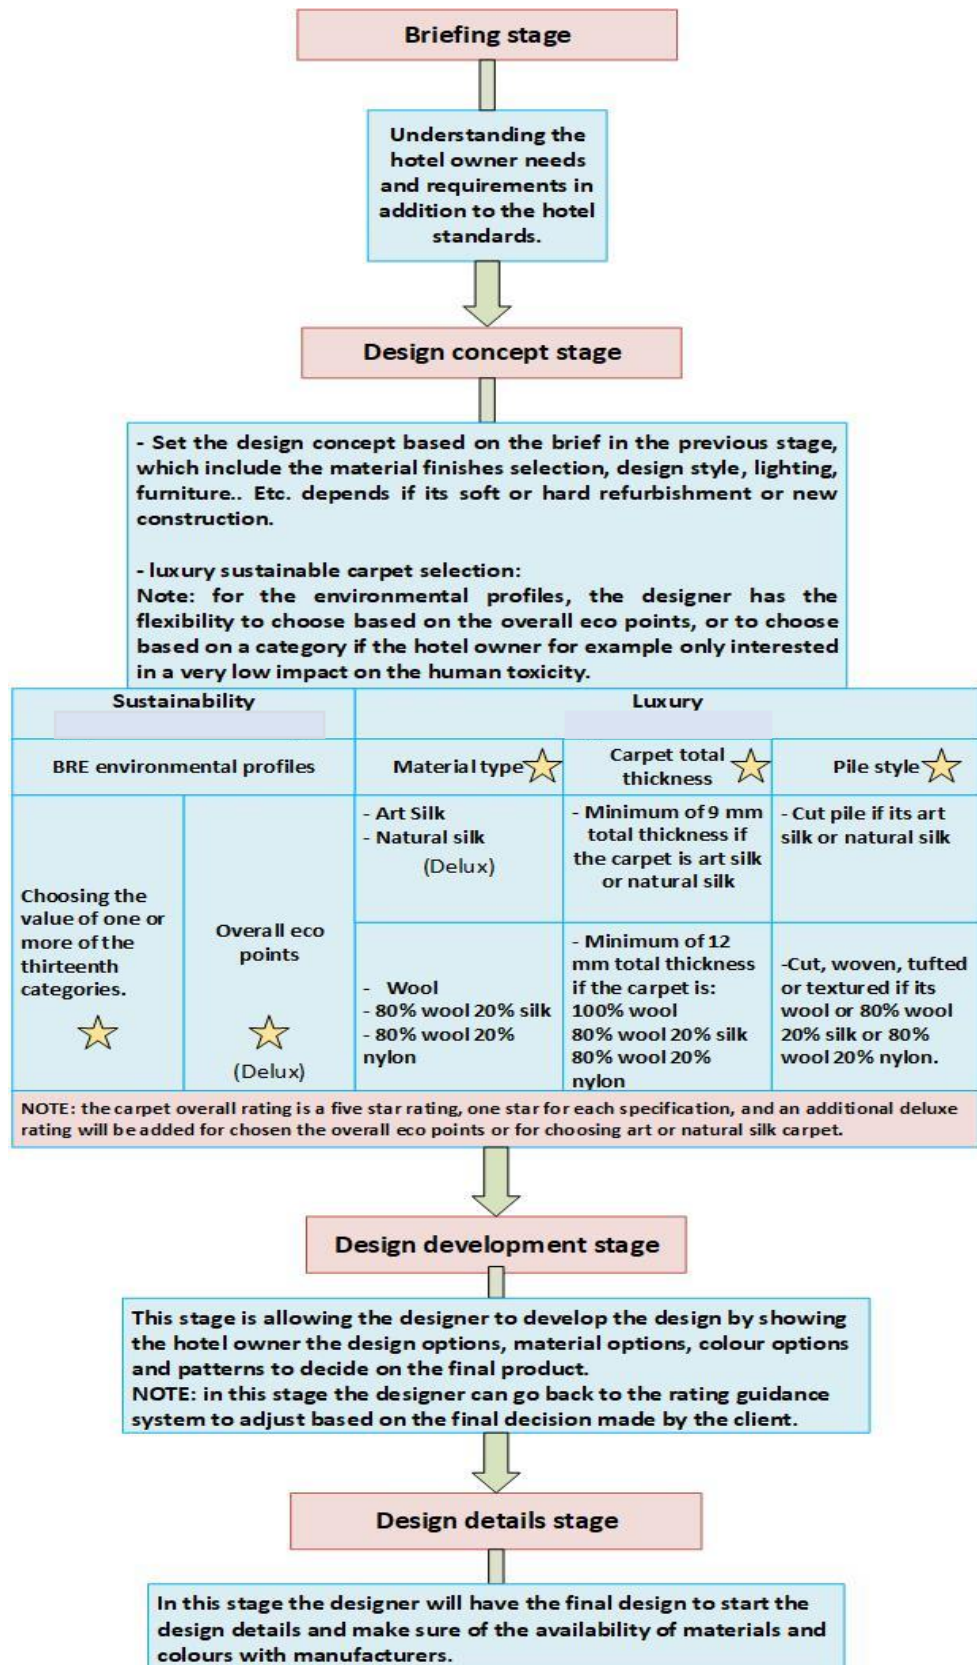 Briefing stage
Understanding the
hotel owner needs
and requirements in
addition to the hotel
standards.
Design concept stage
- Set the design concept based on the brief in the previous stage,
which include the material finishes selection, design style, lighting,
furniture.. Etc. depends if its soft or hard refurbishment or new
construction.
- luxury sustainable carpet selection:
Note: for the environmental profiles, the designer has the
flexibility to choose based on the overall eco points, or to choose
based on a category if the hotel owner for example only interested
in a very low impact on the human toxicity.
Sustainability
Luxury
BRE environmental profiles
Material type
Carpet total
thickness
Pile style
Choosing the
value of one or
more of the
thirteenth
categories.
Overall eco
points
(Delux)
- Art Silk
- Natural silk
(Delux)
- Minimum of 9 mm
total thickness if
the carpet is art silk
or natural silk
- Cut pile if its art
silk or natural silk
- Wool
- 80% wool 20% silk
- 80% wool 20%
nylon
- Minimum of 12
mm total thickness
if the carpet is:
100% wool
80% wool 20% silk
80% wool 20%
nylon
-Cut, woven, tufted
or textured if its
wool or 80% wool
20% silk or 80%
wool 20% nylon.
NOTE: the carpet overall rating is a five star rating, one star for each specification, and an additional deluxe
rating will be added for chosen the overall eco points or for choosing art or natural silk carpet.
Design development stage
This stage is allowing the designer to develop the design by showing
the hotel owner the design options, material options, colour options
and patterns to decide on the final product.
NOTE: in this stage the designer can go back to the rating guidance
system to adjust based on the final decision made by the client.
Design details stage
In this stage the designer will have the final design to start the
design details and make sure of the availability of materials and
colours with manufacturers.